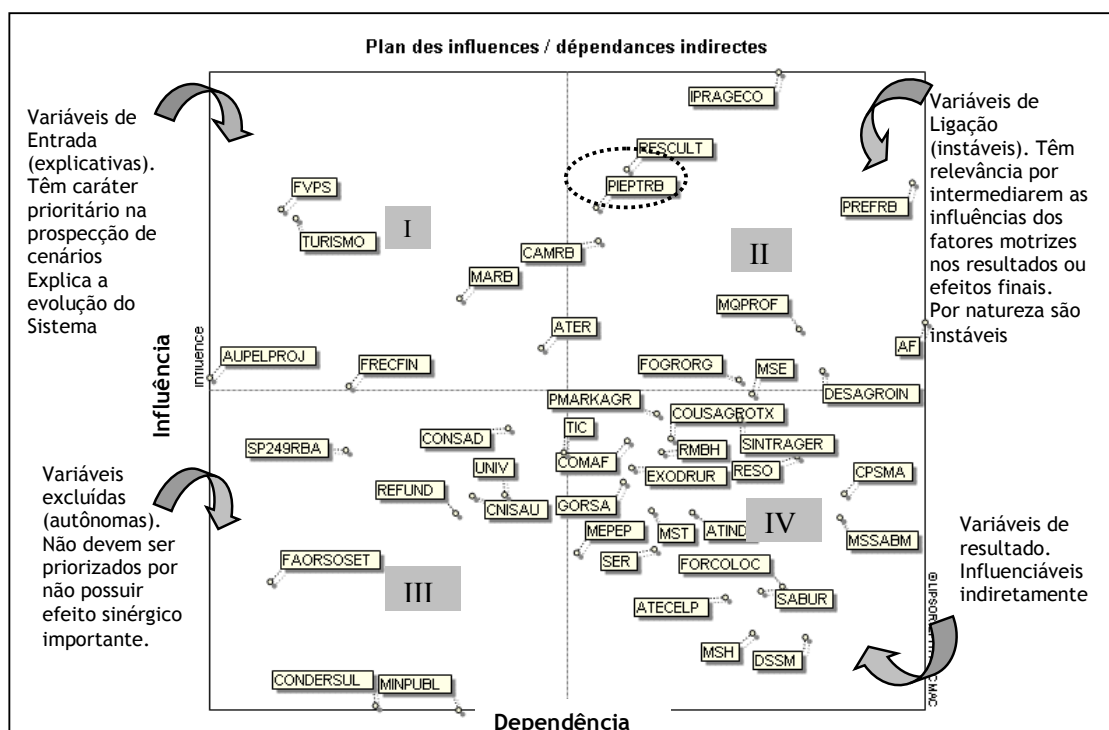 Plan des influences / dépendances indirectes
Variáveis de
Entrada
(explicativas).
Têm caráter
prioritário na
prospecção de
cenários
Explica a
evolução do
Sistema
Variáveis de
Ligação
(instáveis). Têm
relevância por
intermediarem as
influências dos
fatores motrizes
nos resultados ou
efeitos finais.
Por natureza são
instáveis
IPRAGECO
RESCULT
FVPS
PIEPTRB
PREFRB
TURISMO
I
CAMRB
II
MARB
MQPROF
ATER
AF
AUPELPROJ
FRECFIN
FOGRORG
MSE
DESAGROIN
Influência
Influence
PMARKAGR
COUSAGROTX
TIC
CONSAD
SP249RBA
SINTRAGER
RMBH
COMAF
UNIV
RESO
EXODRUR
CPSMA
REFUND
CNISAU
GORSA
IV
MEPEP
MST
ATIND
MSSABM
SER
FORCOLOC
FAORSOSET
III
SABUR
ATECELP
MSH
DSSM
CONDERSUL
MINPUBL
Variáveis
excluídas
(autônomas).
Não devem ser
priorizados por
não possuir
efeito sinérgico
importante.
Variáveis de
resultado.
Influenciáveis
indiretamente
Dependência